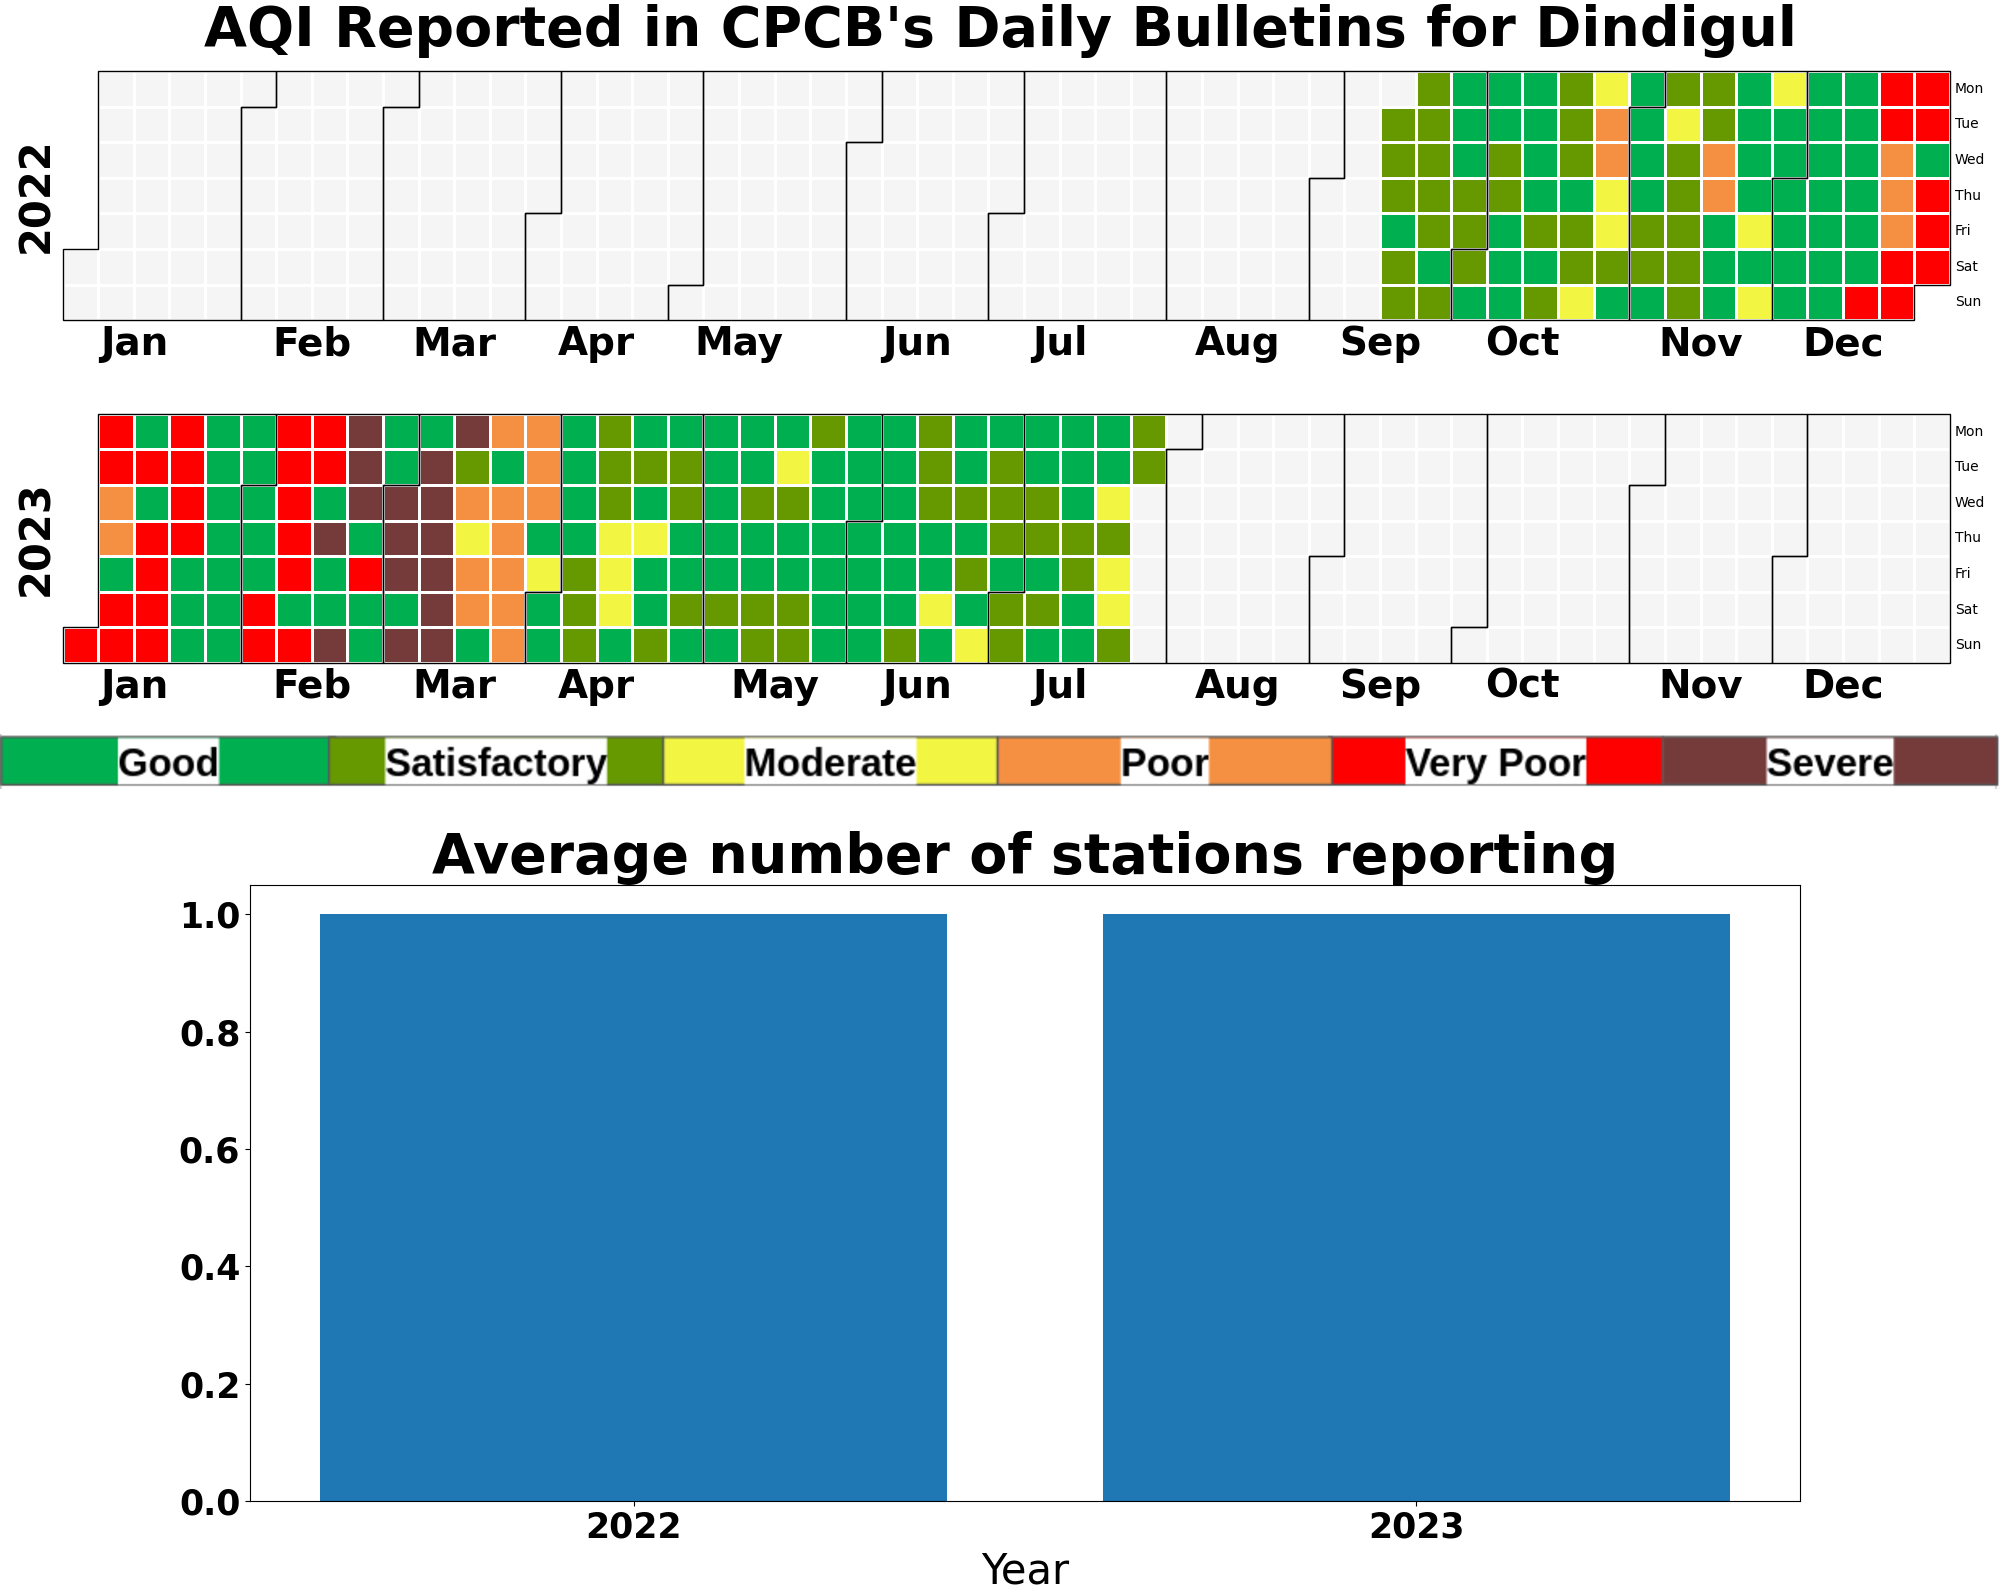 AQI Reported in CPCB's Daily Bulletins for Dindigul
2022
Mon
Tue
Wed
Thu
Fri
Sat
Sun
Jan Feb Mar Apr May Jun Jul Aug Sep Oct Nov Dec
2023
Mon
Tue
Wed
Thu
Fri
Sat
Sun
Jan Feb Mar Apr May Jun Jul Aug Sep Oct Nov Dec
Good Satisfactory Moderate Poor Very Poor Severe
Average number of stations reporting
1.0
0.8
0.6
0.4
0.2
0.0
2022 2023
Year